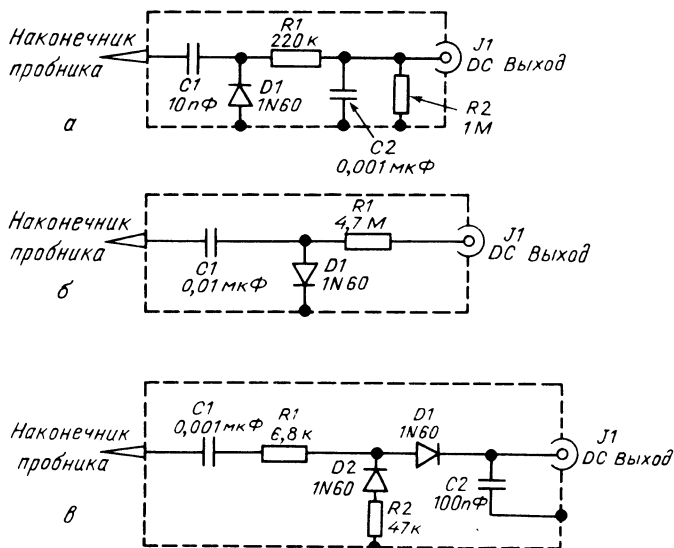 Наконечник
пробника
C1
10пФ
D1
1N60
R1
220к
J1
DC Выход
R2
1М
C2
0,001мкФ
а
Наконечник
пробника
C1
0,01мкФ
D1
1N60
R1
4,7М
J1
DC Выход
б
Наконечник
пробника
C1
0,001мкФ
R1
6,8к
D2
1N60
R2
47к
D1
1N60
C2
100пФ
J1
DC Выход
в